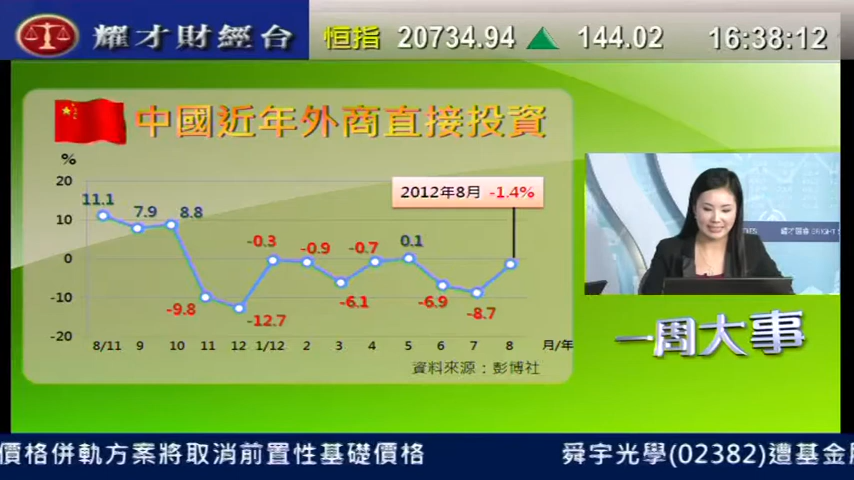 耀才財經台
恒指 20734.94 144.02 16:38:12
中國近年外商直接投資
%
20
10
0
-10
-20
11.1
7.9
8.8
-9.8
-12.7
-0.3
-0.9
-6.1
-0.7
0.1
-6.9
-8.7
2012年8月 -1.4%
8/11 9 10 11 12 1/12 2 3 4 5 6 7 8 月/年
資料來源：彭博社
一周大事
價格併軌方案將取消前置性基礎價格 舜宇光學(02382)遭基金